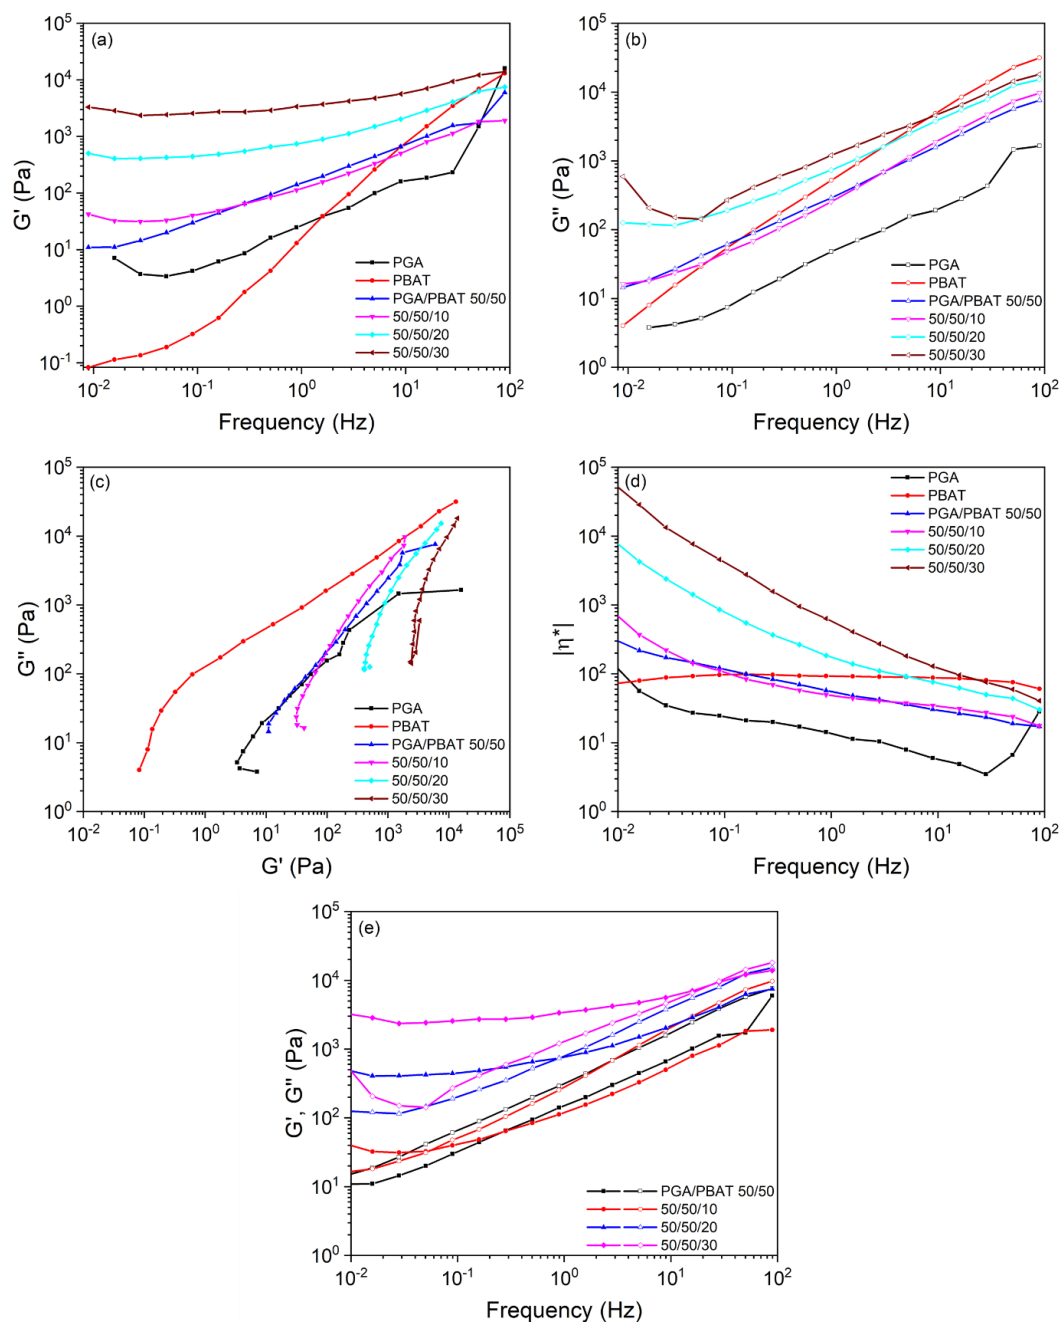 (a)
G' (Pa)
10^5
10^4
10^3
10^2
10^1
10^0
10^-1
10^-2 10^-1 10^0 10^1 10^2
Frequency (Hz)
PGA
PBAT
PGA/PBAT 50/50
50/50/10
50/50/20
50/50/30
(b)
G'' (Pa)
10^5
10^4
10^3
10^2
10^1
10^0
10^-2 10^-1 10^0 10^1 10^2
Frequency (Hz)
PGA
PBAT
PGA/PBAT 50/50
50/50/10
50/50/20
50/50/30
(c)
G'' (Pa)
10^5
10^4
10^3
10^2
10^1
10^0
10^-2 10^-1 10^0 10^1 10^2 10^3 10^4 10^5
G' (Pa)
PGA
PBAT
PGA/PBAT 50/50
50/50/10
50/50/20
50/50/30
(d)
|η*|
10^5
10^4
10^3
10^2
10^1
10^0
10^-2 10^-1 10^0 10^1 10^2
Frequency (Hz)
PGA
PBAT
PGA/PBAT 50/50
50/50/10
50/50/20
50/50/30
(e)
G', G'' (Pa)
10^5
10^4
10^3
10^2
10^1
10^0
10^-2 10^-1 10^0 10^1 10^2
Frequency (Hz)
PGA/PBAT 50/50
50/50/10
50/50/20
50/50/30